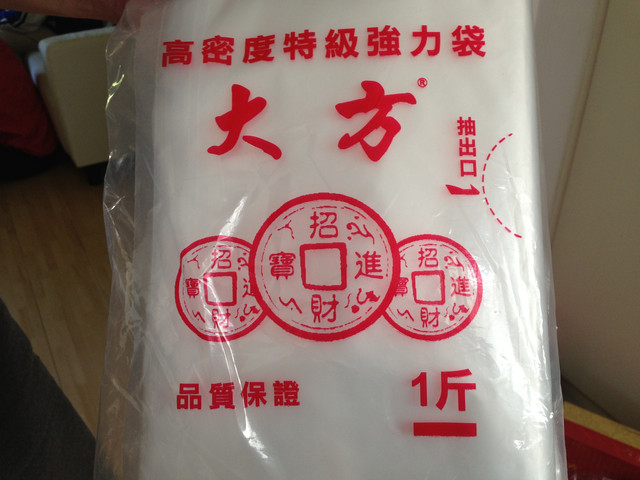 高密度特級強力袋
大方®
抽出口
招財進寶
招財進寶
招財進寶
品質保證
1斤